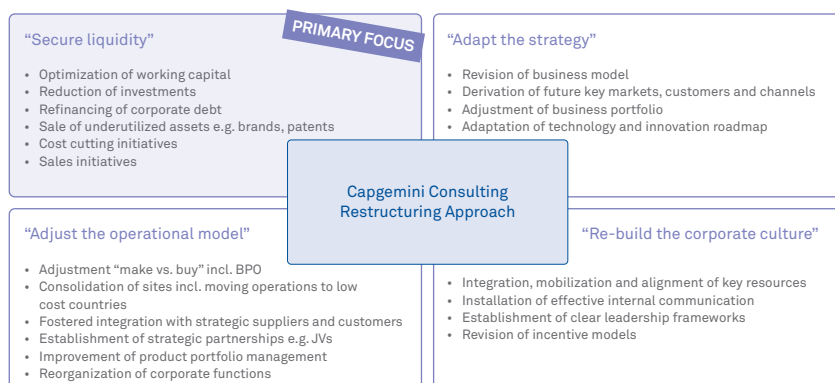 “Secure liquidity”
PRIMARY FOCUS
• Optimization of working capital
• Reduction of investments
• Refinancing of corporate debt
• Sale of underutilized assets e.g. brands, patents
• Cost cutting initiatives
• Sales initiatives
“Adapt the strategy”
• Revision of business model
• Derivation of future key markets, customers and channels
• Adjustment of business portfolio
• Adaptation of technology and innovation roadmap
Capgemini Consulting
Restructuring Approach
“Adjust the operational model”
• Adjustment “make vs. buy” incl. BPO
• Consolidation of sites incl. moving operations to low
cost countries
• Fostered integration with strategic suppliers and customers
• Establishment of strategic partnerships e.g. JVs
• Improvement of product portfolio management
• Reorganization of corporate functions
“Re-build the corporate culture”
• Integration, mobilization and alignment of key resources
• Installation of effective internal communication
• Establishment of clear leadership frameworks
• Revision of incentive models